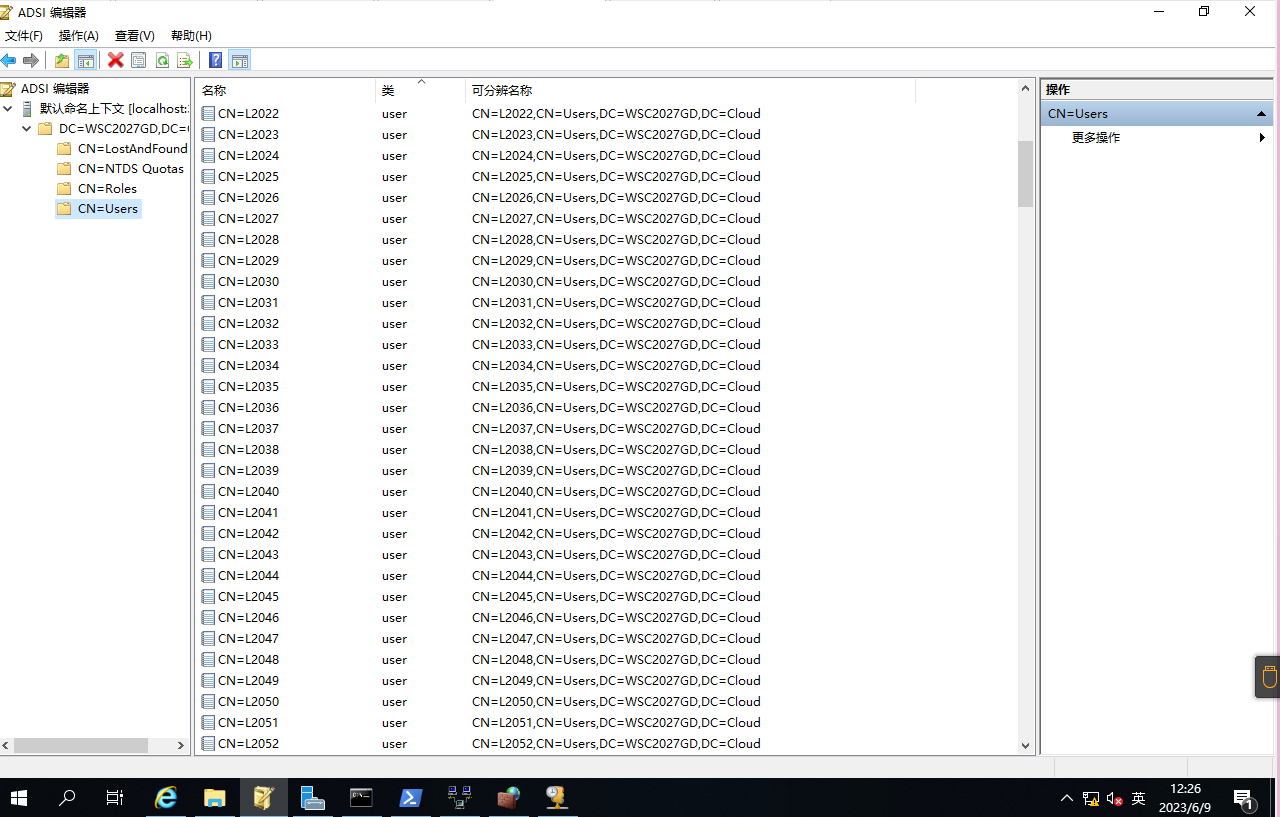 ADSI 编辑器
文件(F) 操作(A) 查看(V) 帮助(H)
ADSI 编辑器
默认命名上下文 [localhost:
DC=WSC2027GD,DC=
CN=LostAndFound
CN=NTDS Quotas
CN=Roles
CN=Users
名称 类 可分辨名称
CN=L2022 user CN=L2022,CN=Users,DC=WSC2027GD,DC=Cloud
CN=L2023 user CN=L2023,CN=Users,DC=WSC2027GD,DC=Cloud
CN=L2024 user CN=L2024,CN=Users,DC=WSC2027GD,DC=Cloud
CN=L2025 user CN=L2025,CN=Users,DC=WSC2027GD,DC=Cloud
CN=L2026 user CN=L2026,CN=Users,DC=WSC2027GD,DC=Cloud
CN=L2027 user CN=L2027,CN=Users,DC=WSC2027GD,DC=Cloud
CN=L2028 user CN=L2028,CN=Users,DC=WSC2027GD,DC=Cloud
CN=L2029 user CN=L2029,CN=Users,DC=WSC2027GD,DC=Cloud
CN=L2030 user CN=L2030,CN=Users,DC=WSC2027GD,DC=Cloud
CN=L2031 user CN=L2031,CN=Users,DC=WSC2027GD,DC=Cloud
CN=L2032 user CN=L2032,CN=Users,DC=WSC2027GD,DC=Cloud
CN=L2033 user CN=L2033,CN=Users,DC=WSC2027GD,DC=Cloud
CN=L2034 user CN=L2034,CN=Users,DC=WSC2027GD,DC=Cloud
CN=L2035 user CN=L2035,CN=Users,DC=WSC2027GD,DC=Cloud
CN=L2036 user CN=L2036,CN=Users,DC=WSC2027GD,DC=Cloud
CN=L2037 user CN=L2037,CN=Users,DC=WSC2027GD,DC=Cloud
CN=L2038 user CN=L2038,CN=Users,DC=WSC2027GD,DC=Cloud
CN=L2039 user CN=L2039,CN=Users,DC=WSC2027GD,DC=Cloud
CN=L2040 user CN=L2040,CN=Users,DC=WSC2027GD,DC=Cloud
CN=L2041 user CN=L2041,CN=Users,DC=WSC2027GD,DC=Cloud
CN=L2042 user CN=L2042,CN=Users,DC=WSC2027GD,DC=Cloud
CN=L2043 user CN=L2043,CN=Users,DC=WSC2027GD,DC=Cloud
CN=L2044 user CN=L2044,CN=Users,DC=WSC2027GD,DC=Cloud
CN=L2045 user CN=L2045,CN=Users,DC=WSC2027GD,DC=Cloud
CN=L2046 user CN=L2046,CN=Users,DC=WSC2027GD,DC=Cloud
CN=L2047 user CN=L2047,CN=Users,DC=WSC2027GD,DC=Cloud
CN=L2048 user CN=L2048,CN=Users,DC=WSC2027GD,DC=Cloud
CN=L2049 user CN=L2049,CN=Users,DC=WSC2027GD,DC=Cloud
CN=L2050 user CN=L2050,CN=Users,DC=WSC2027GD,DC=Cloud
CN=L2051 user CN=L2051,CN=Users,DC=WSC2027GD,DC=Cloud
CN=L2052 user CN=L2052,CN=Users,DC=WSC2027GD,DC=Cloud
操作
CN=Users
更多操作
英
12:26
2023/6/9
1